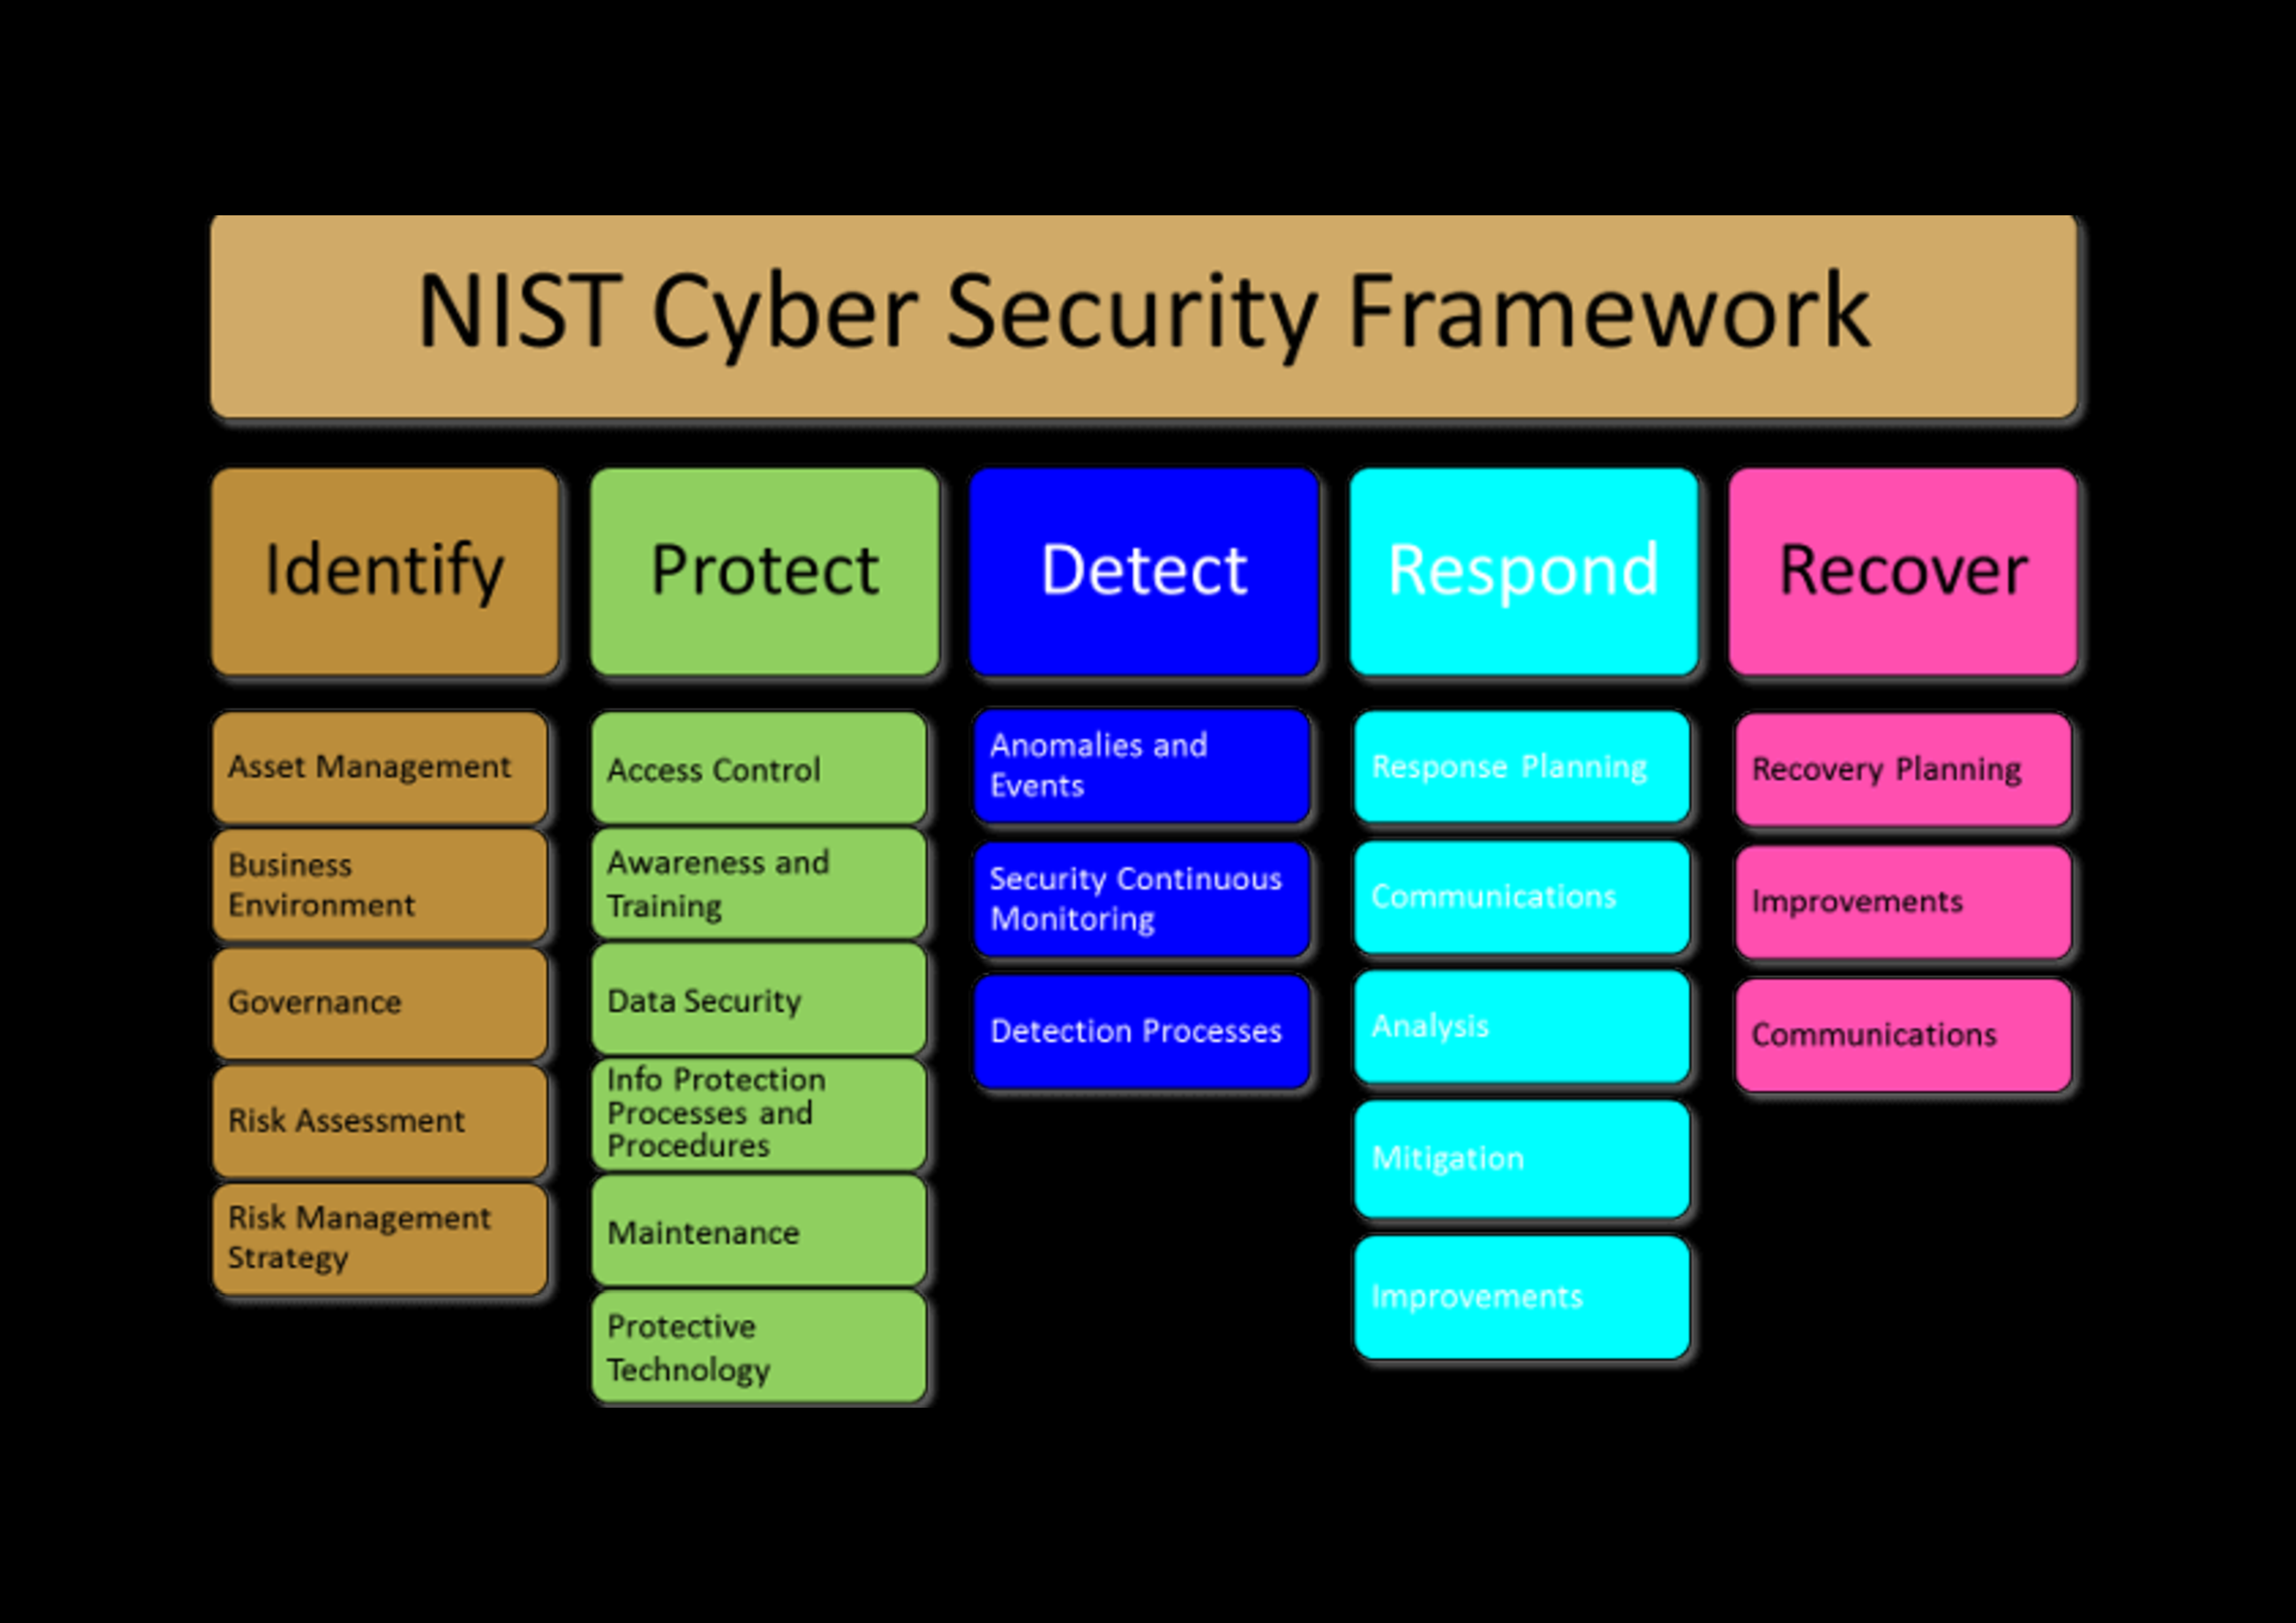 NIST Cyber Security Framework
Identify
Protect
Detect
Respond
Recover
Asset Management
Business
Environment
Governance
Risk Assessment
Risk Management
Strategy
Access Control
Awareness and
Training
Data Security
Info Protection
Processes and
Procedures
Maintenance
Protective
Technology
Anomalies and
Events
Security Continuous
Monitoring
Detection Processes
Response Planning
Communications
Analysis
Mitigation
Improvements
Recovery Planning
Improvements
Communications